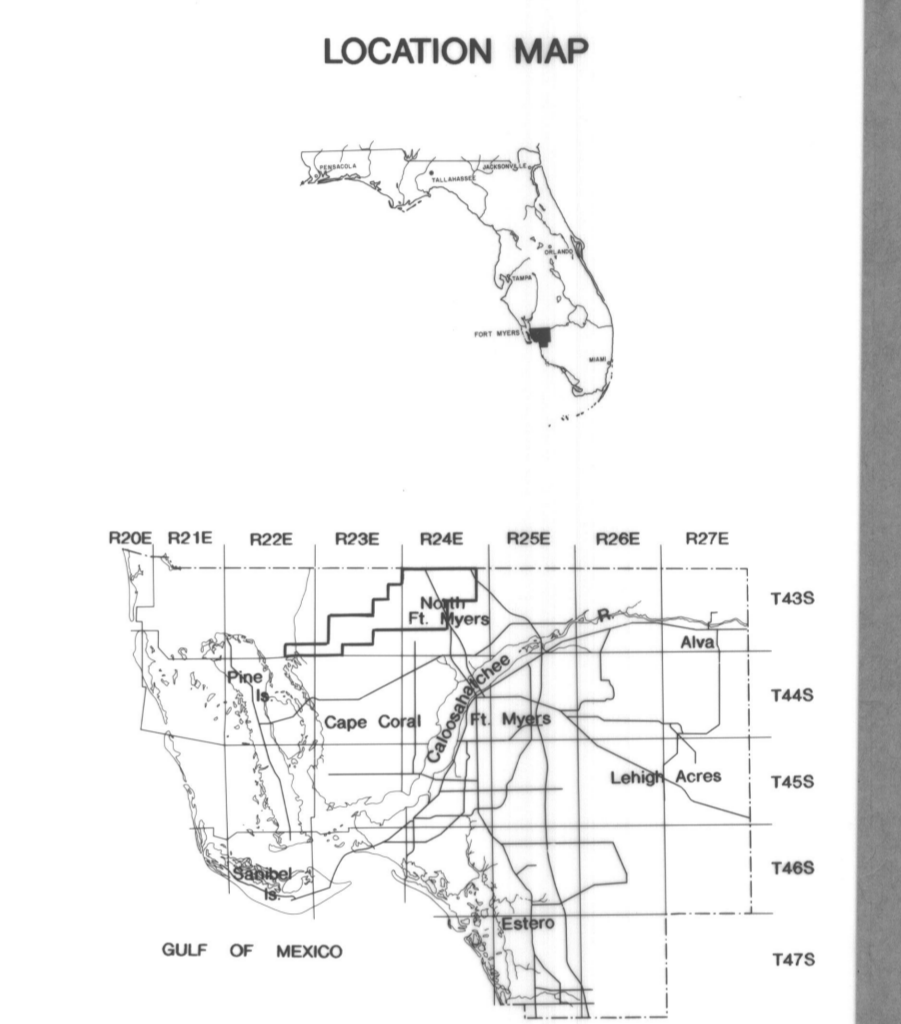 LOCATION MAP
PENSACOLA
TALLAHASSEE
JACKSONVILLE
ORLANDO
TAMPA
FORT MYERS
MIAMI
R20E R21E R22E R23E R24E R25E R26E R27E
T43S
North
Ft. Myers
R.
Alva
Pine
Is.
Caloosahatchee
T44S
Cape Coral
Ft. Myers
Lehigh Acres
T45S
Sanibel
Is.
T46S
Estero
GULF OF MEXICO
T47S